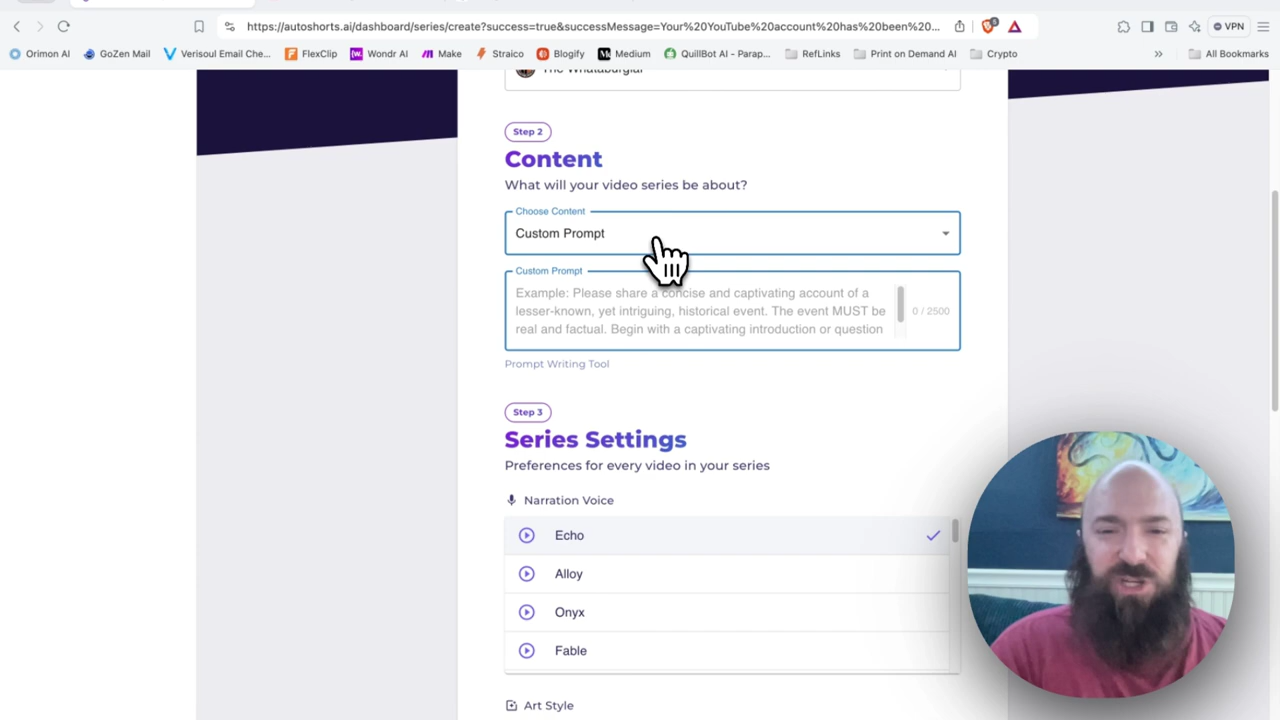 https://autoshorts.ai/dashboard/series/create?success=true&successMessage=Your%20YouTube%20account%20has%20been%20...
5
VPN
Orimon AI
GoZen Mail
Verisoul Email Che...
FlexClip
Wondr AI
Make
Straico
Blogify
Medium
QuillBot AI - Parap...
RefLinks
Print on Demand AI
Crypto
»
All Bookmarks
Step 2
Content
What will your video series be about?
Choose Content
Custom Prompt
Custom Prompt
Example: Please share a concise and captivating account of a
lesser-known, yet intriguing, historical event. The event MUST be
real and factual. Begin with a captivating introduction or question
0 / 2500
Prompt Writing Tool
Step 3
Series Settings
Preferences for every video in your series
Narration Voice
Echo
Alloy
Onyx
Fable
Art Style